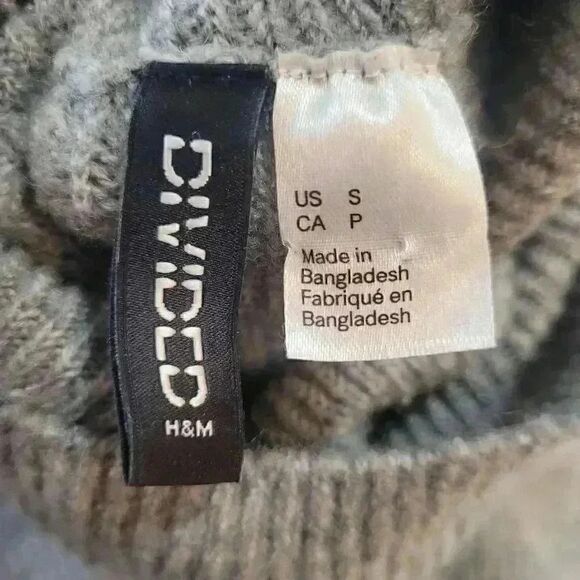 DIVIDED
H&M
US S
CA P
Made in
Bangladesh
Fabriqué en
Bangladesh